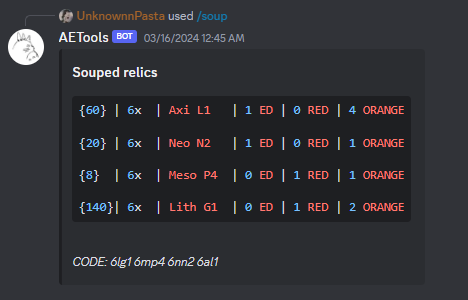 UnknownnPasta used /soup
AETools BOT 03/16/2024 12:45 AM
Souped relics
{60} | 6x | Axi L1 | 1 ED | 0 RED | 4 ORANGE
{20} | 6x | Neo N2 | 1 ED | 0 RED | 1 ORANGE
{8} | 6x | Meso P4 | 0 ED | 1 RED | 1 ORANGE
{140}| 6x | Lith G1 | 0 ED | 1 RED | 2 ORANGE
CODE: 6lg1 6mp4 6nn2 6al1